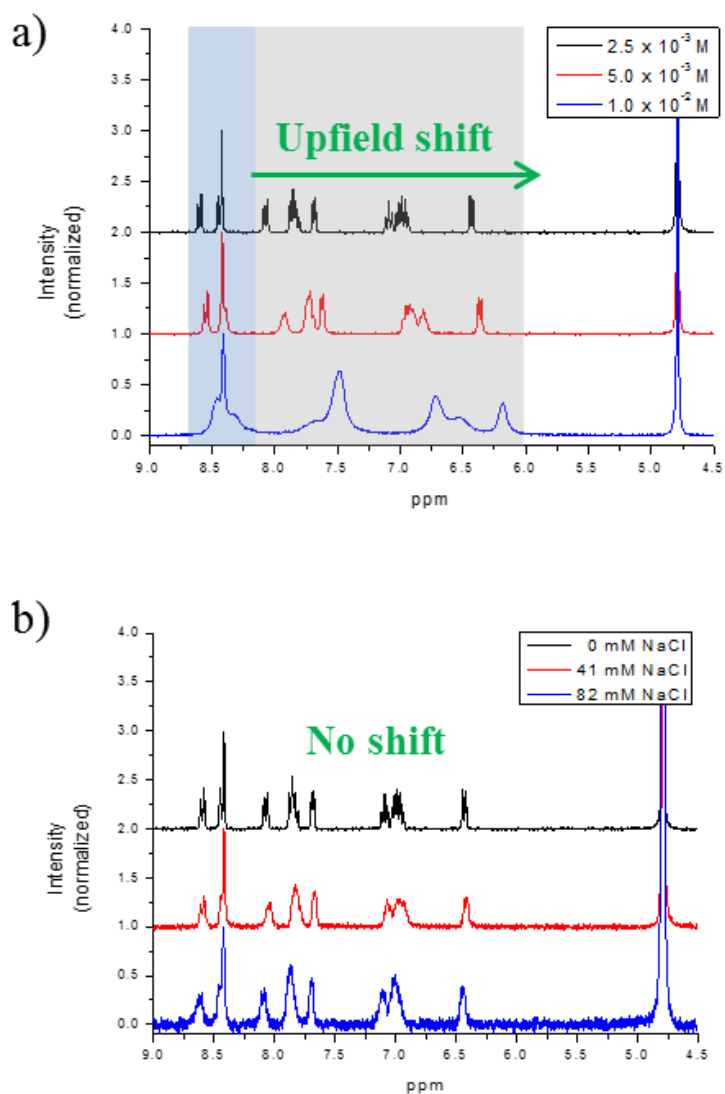 a)
4.0
3.5
3.0
2.5
2.0
1.5
1.0
0.5
0.0
Intensity
(normalized)
2.5 x 10⁻³ M
5.0 x 10⁻³ M
1.0 x 10⁻² M
Upfield shift
9.0 8.5 8.0 7.5 7.0 6.5 6.0 5.5 5.0 4.5
ppm
b)
4.0
3.5
3.0
2.5
2.0
1.5
1.0
0.5
0.0
Intensity
(normalized)
0 mM NaCl
41 mM NaCl
82 mM NaCl
No shift
9.0 8.5 8.0 7.5 7.0 6.5 6.0 5.5 5.0 4.5
ppm